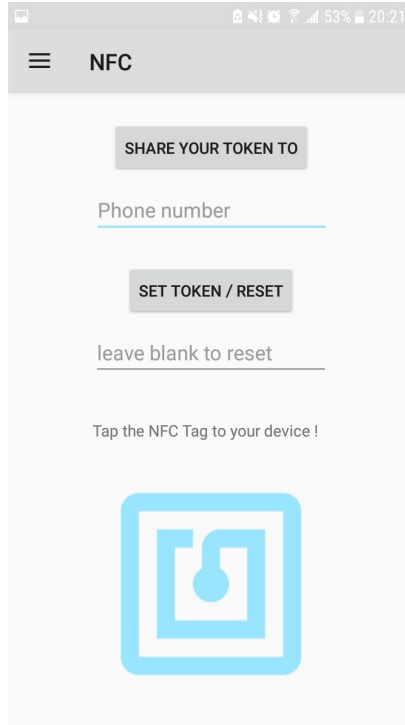 53% 20:21
NFC
SHARE YOUR TOKEN TO
Phone number
SET TOKEN / RESET
leave blank to reset
Tap the NFC Tag to your device !